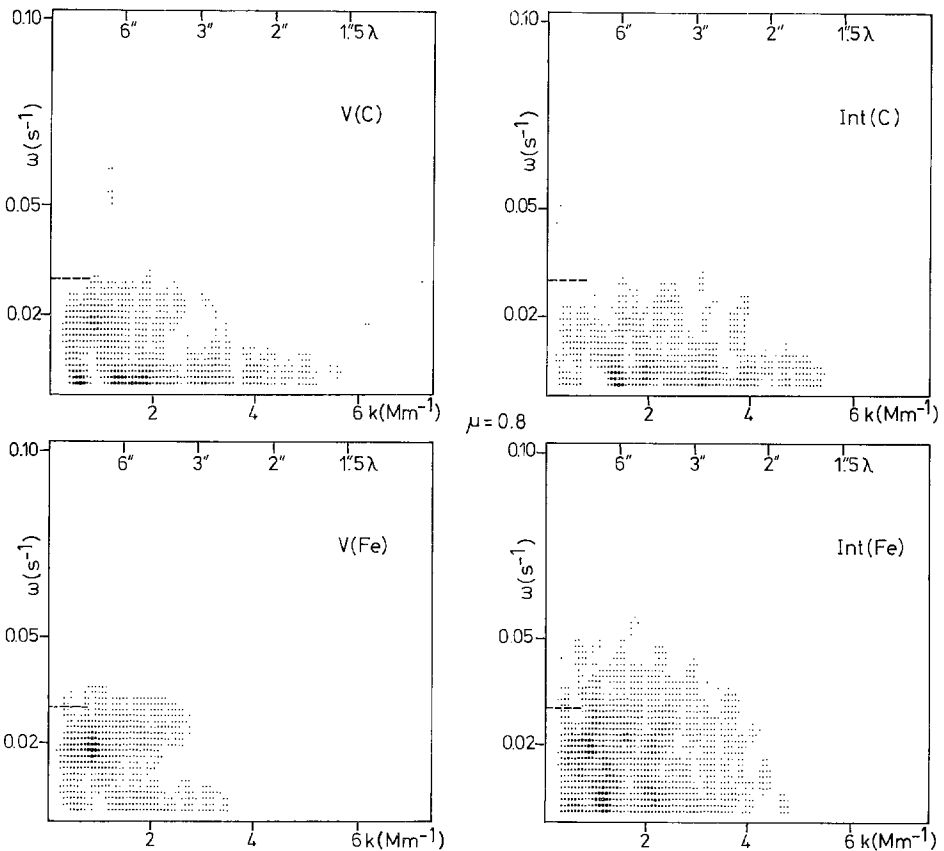 0.10
6" 3" 2" 1."5 λ
V(C)
ω(s⁻¹)
0.05
0.02
2 4 6 k(Mm⁻¹)
6" 3" 2" 1."5 λ
0.10
Int(C)
ω(s⁻¹)
0.05
0.02
2 4 6 k(Mm⁻¹)
μ=0.8
0.10
6" 3" 2" 1."5 λ
V(Fe)
ω(s⁻¹)
0.05
0.02
2 4 6 k(Mm⁻¹)
0.10
6" 3" 2" 1."5 λ
Int(Fe)
ω(s⁻¹)
0.05
0.02
2 4 6 k(Mm⁻¹)